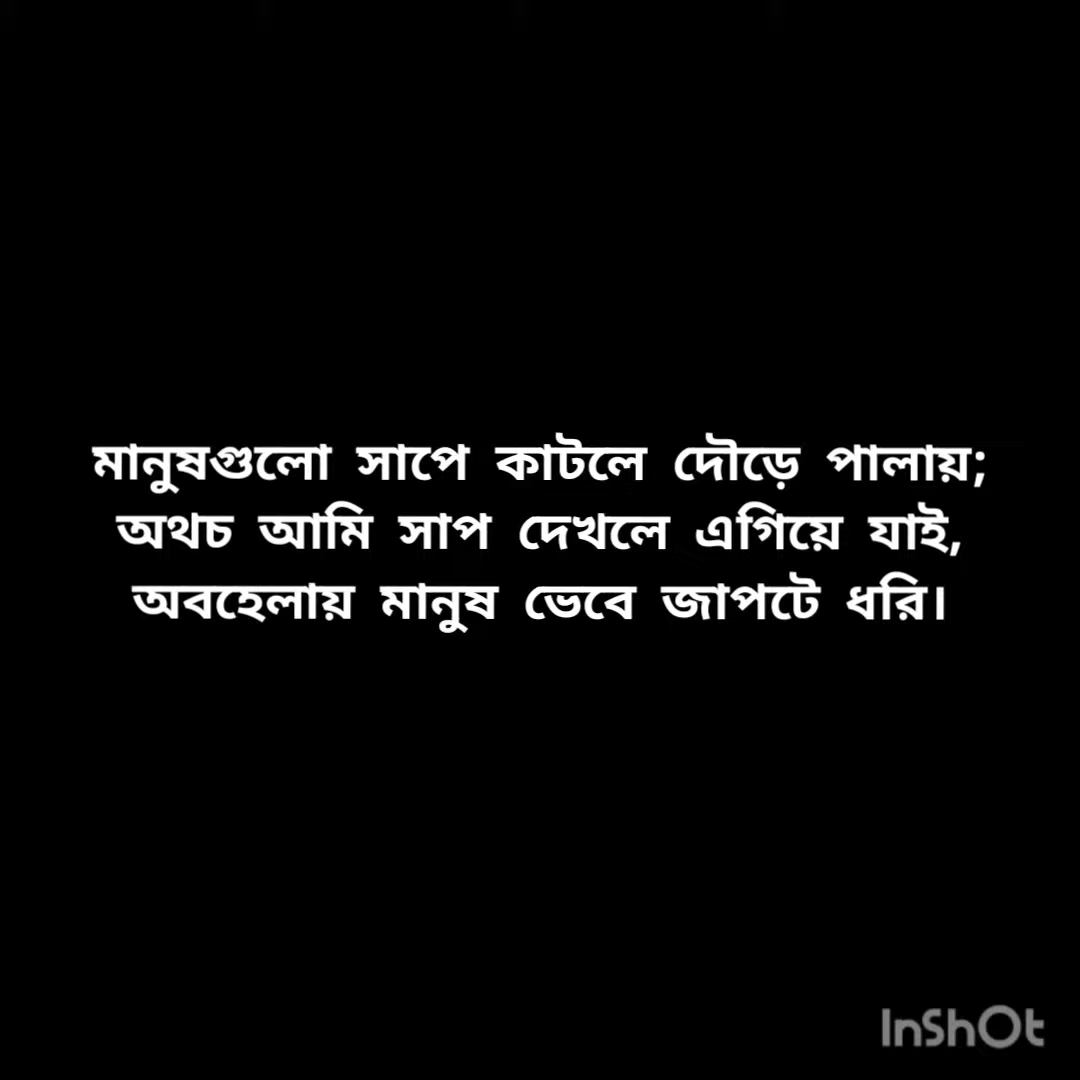 মানুষগুলো সাপে কাটলে দৌড়ে পালায়;
অথচ আমি সাপ দেখলে এগিয়ে যাই,
অবহেলায় মানুষ ভেবে জাপটে ধরি।
InShOt